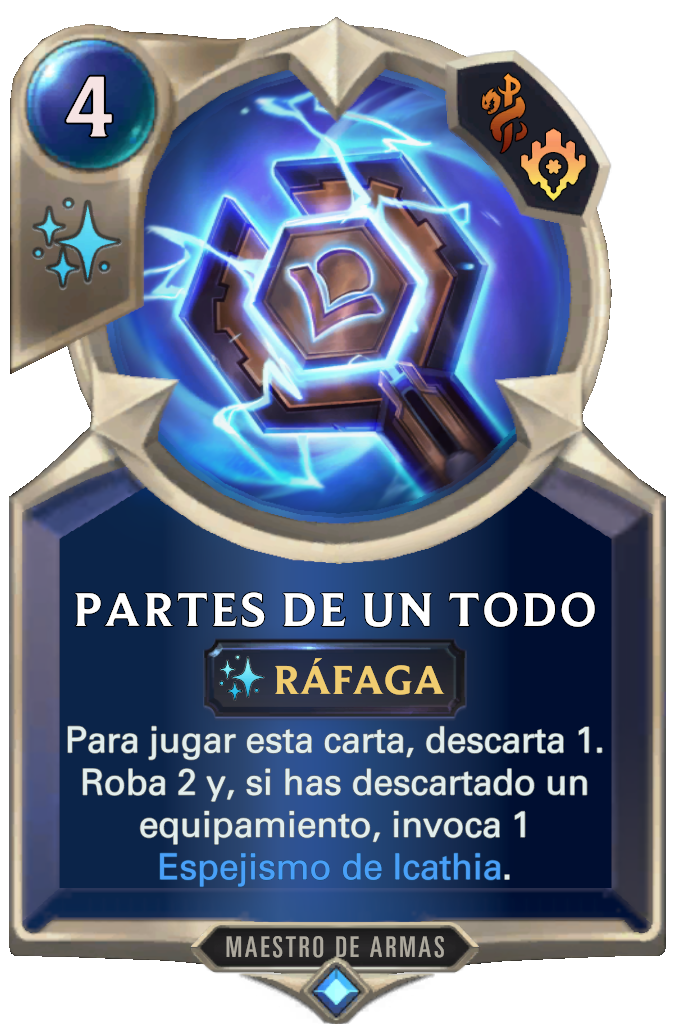 4
PARTES DE UN TODO
RÁFAGA
Para jugar esta carta, descarta 1.
Roba 2 y, si has descartado un
equipamiento, invoca 1
Espejismo de Icathia.
MAESTRO DE ARMAS